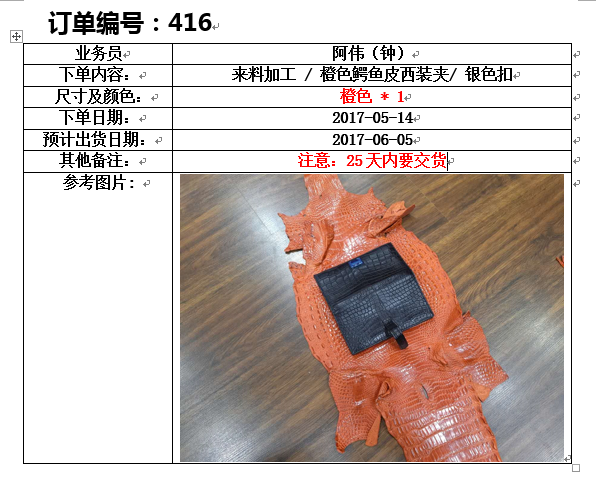 订单编号：416
业务员 阿伟（钟）
下单内容： 来料加工 / 橙色鳄鱼皮西装夹/ 银色扣
尺寸及颜色： 橙色 * 1
下单日期： 2017-05-14
预计出货日期： 2017-06-05
其他备注： 注意：25天内要交货
参考图片：